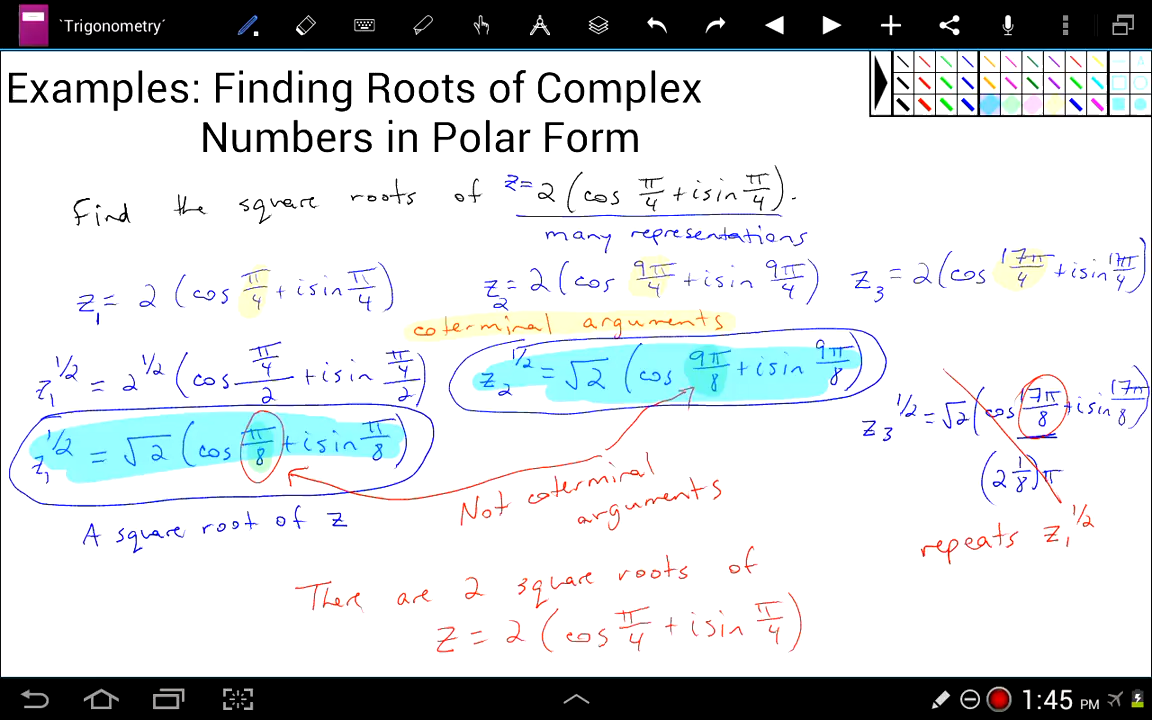 `Trigonometry´
Examples: Finding Roots of Complex
Numbers in Polar Form
Find the square roots of z= 2 (cos π/4 + i sin π/4).
many representations
z₁ = 2 (cos π/4 + i sin π/4)
z₂ = 2 (cos 9π/4 + i sin 9π/4)
z₃ = 2 (cos 17π/4 + i sin 17π/4)
coterminal arguments
z₁^1/2 = 2^1/2 (cos (π/4)/2 + i sin (π/4)/2)
z₂^1/2 = √2 (cos 9π/8 + i sin 9π/8)
z₃^1/2 = √2 (cos 17π/8 + i sin 17π/8)
(2 1/8)π
z₁^1/2 = √2 (cos π/8 + i sin π/8)
Not coterminal
arguments
A square root of z
repeats z₁^1/2
There are 2 square roots of
z = 2 (cos π/4 + i sin π/4)
1:45 PM